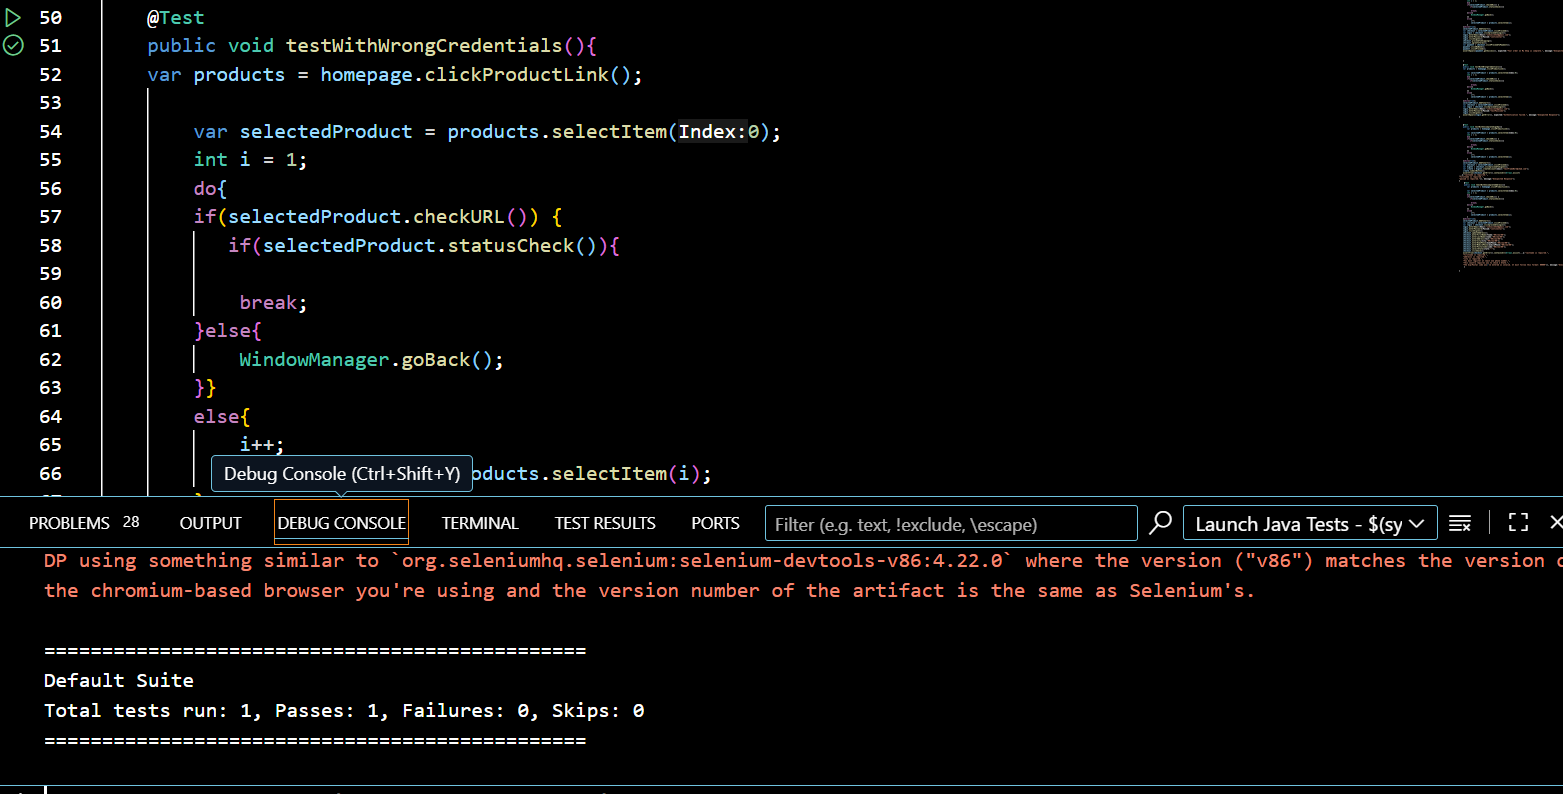 50 @Test
51 public void testWithWrongCredentials(){
52 var products = homepage.clickProductLink();
53
54 var selectedProduct = products.selectItem(Index:0);
55 int i = 1;
56 do{
57 if(selectedProduct.checkURL()) {
58 if(selectedProduct.statusCheck()){
59
60 break;
61 }else{
62 WindowManager.goBack();
63 }}
64 else{
65 i++;
66 oducts.selectItem(i);
Debug Console (Ctrl+Shift+Y)
PROBLEMS 28 OUTPUT DEBUG CONSOLE TERMINAL TEST RESULTS PORTS Filter (e.g. text, !exclude, \escape) Launch Java Tests - $(sy
DP using something similar to `org.seleniumhq.selenium:selenium-devtools-v86:4.22.0` where the version ("v86") matches the version o
the chromium-based browser you're using and the version number of the artifact is the same as Selenium's.
===============================================
Default Suite
Total tests run: 1, Passes: 1, Failures: 0, Skips: 0
===============================================